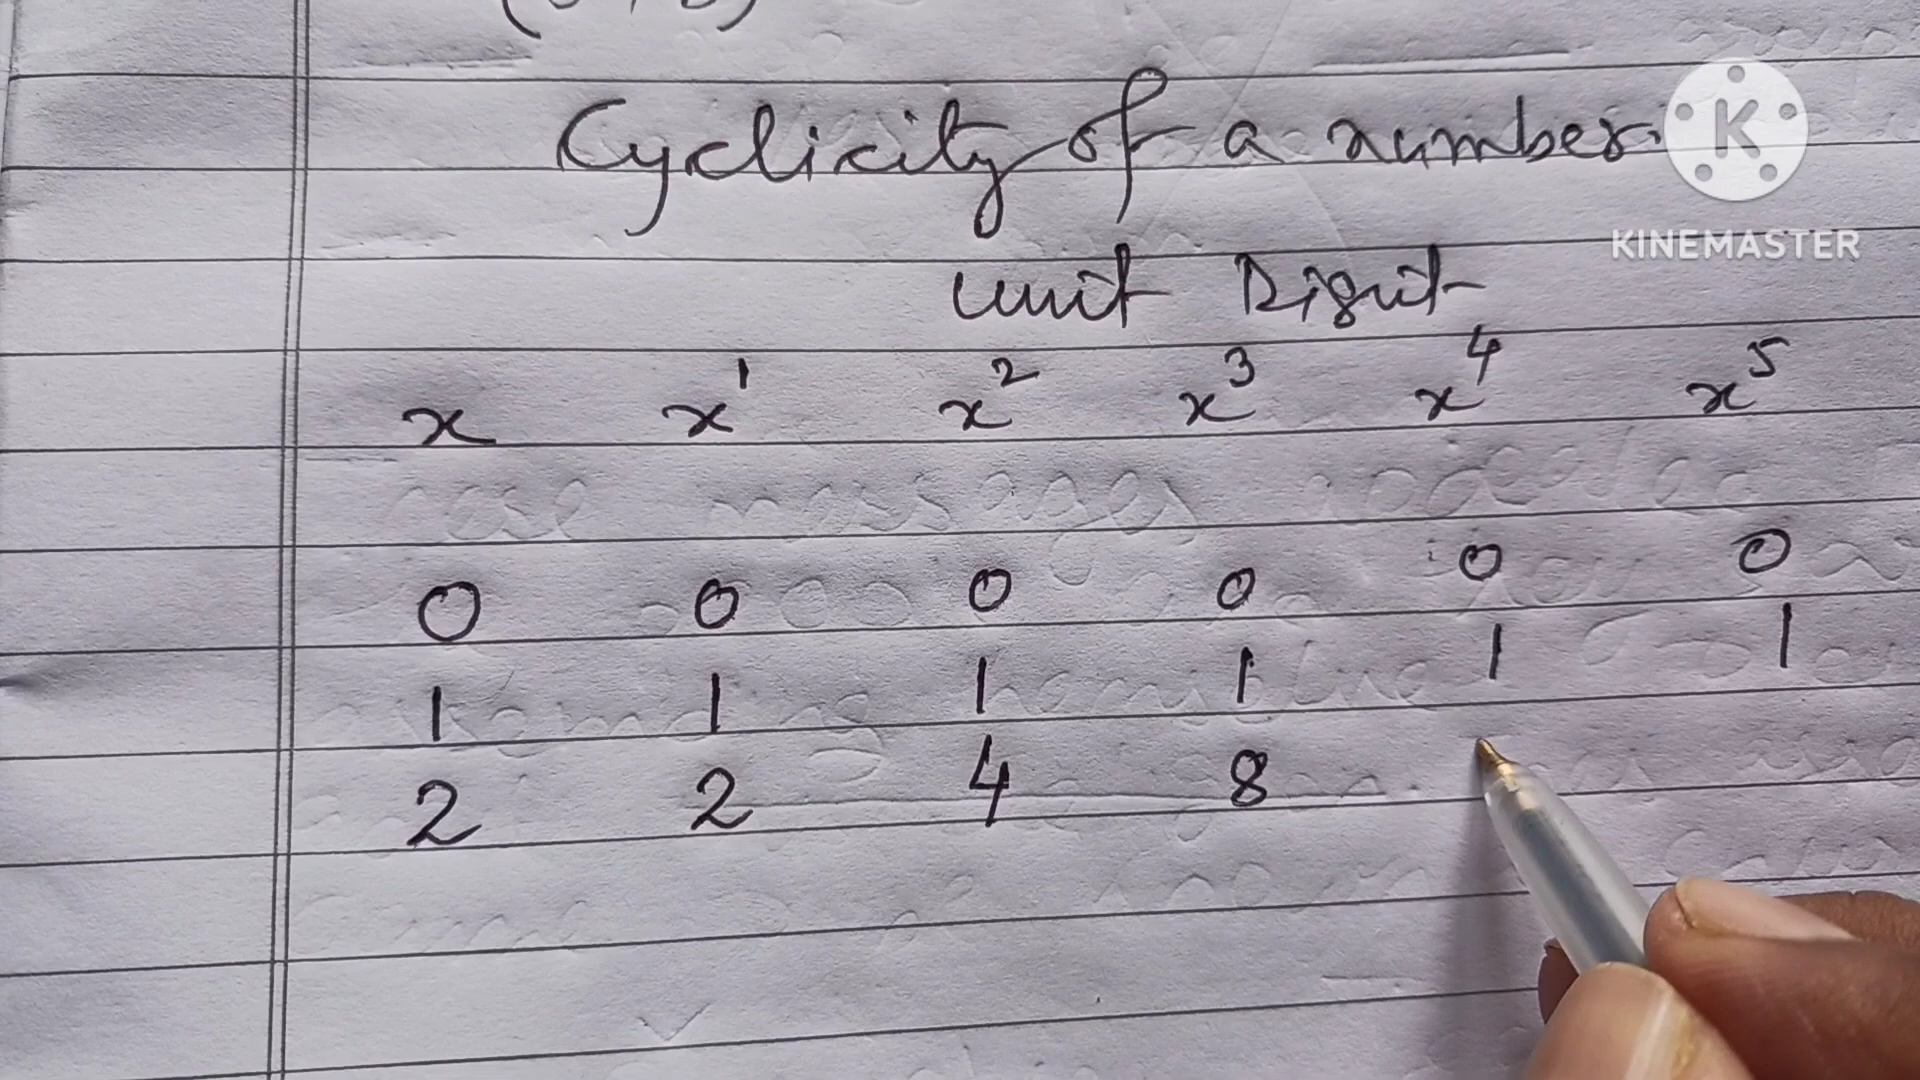 Cyclicity of a number.
K
KINEMASTER
Unit Digit
x x¹ x² x³ x⁴ x⁵
0 0 0 0 0 0
1 1 1 1 1 1
2 2 4 8